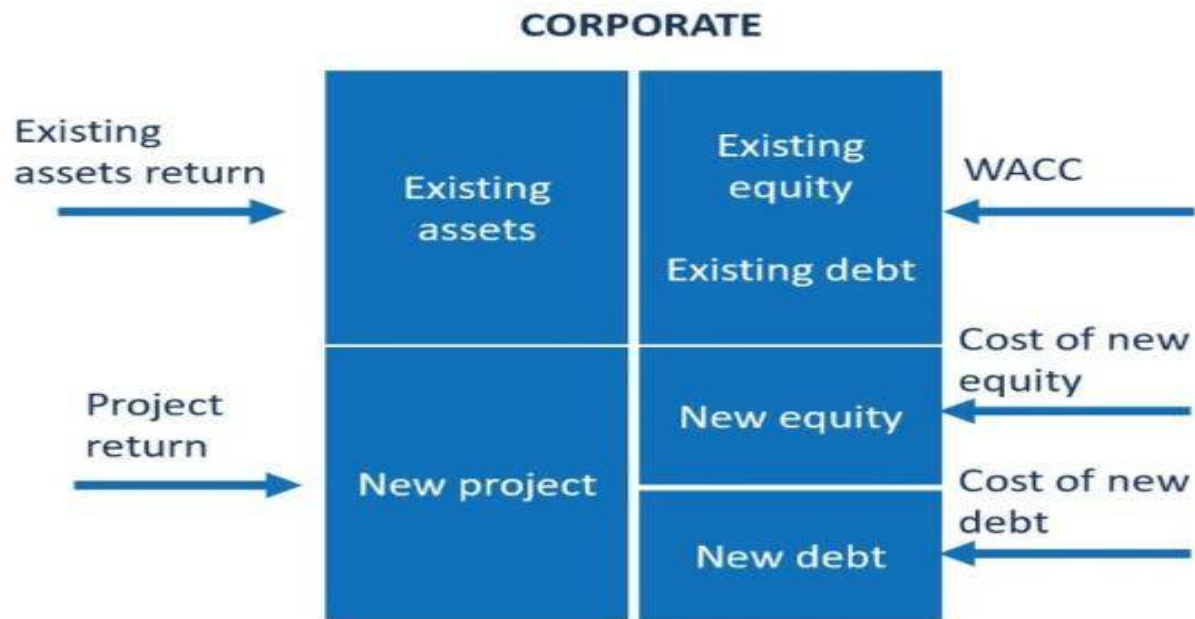 CORPORATE
Existing
assets return
Existing
assets
Existing
equity
Existing debt
WACC
Project
return
New project
New equity
New debt
Cost of new
equity
Cost of new
debt